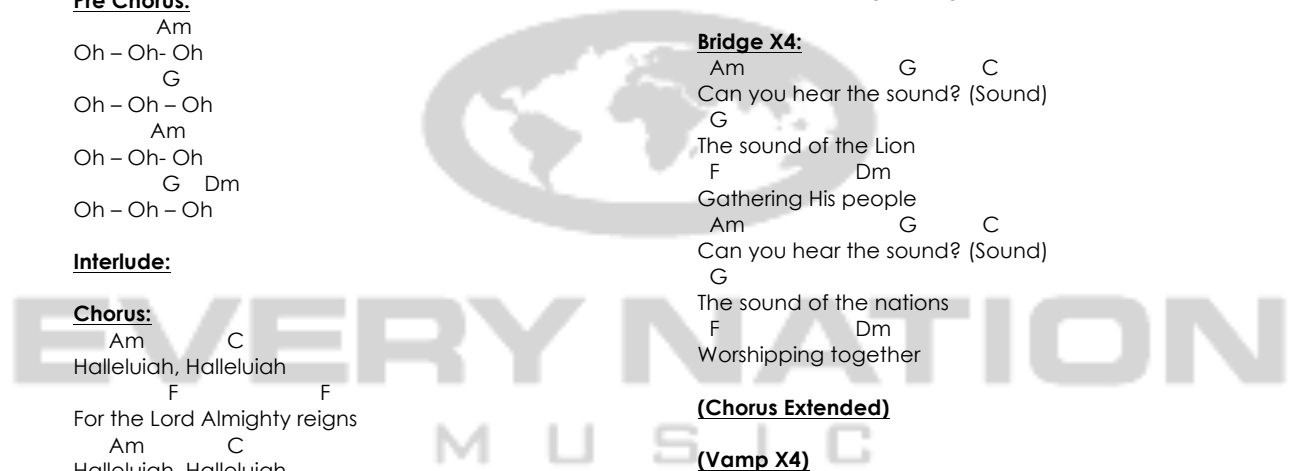 Pre Chorus:
Am
Oh – Oh- Oh
G
Oh – Oh – Oh
Am
Oh – Oh- Oh
G Dm
Oh – Oh – Oh
Interlude:
Chorus:
Am C
Halleluiah, Halleluiah
F F
For the Lord Almighty reigns
Am C
Halleluiah, Halleluiah
Bridge X4:
Am G C
Can you hear the sound? (Sound)
G
The sound of the Lion
F Dm
Gathering His people
Am G C
Can you hear the sound? (Sound)
G
The sound of the nations
F Dm
Worshipping together
(Chorus Extended)
(Vamp X4)
EVERY NATION
MUSIC